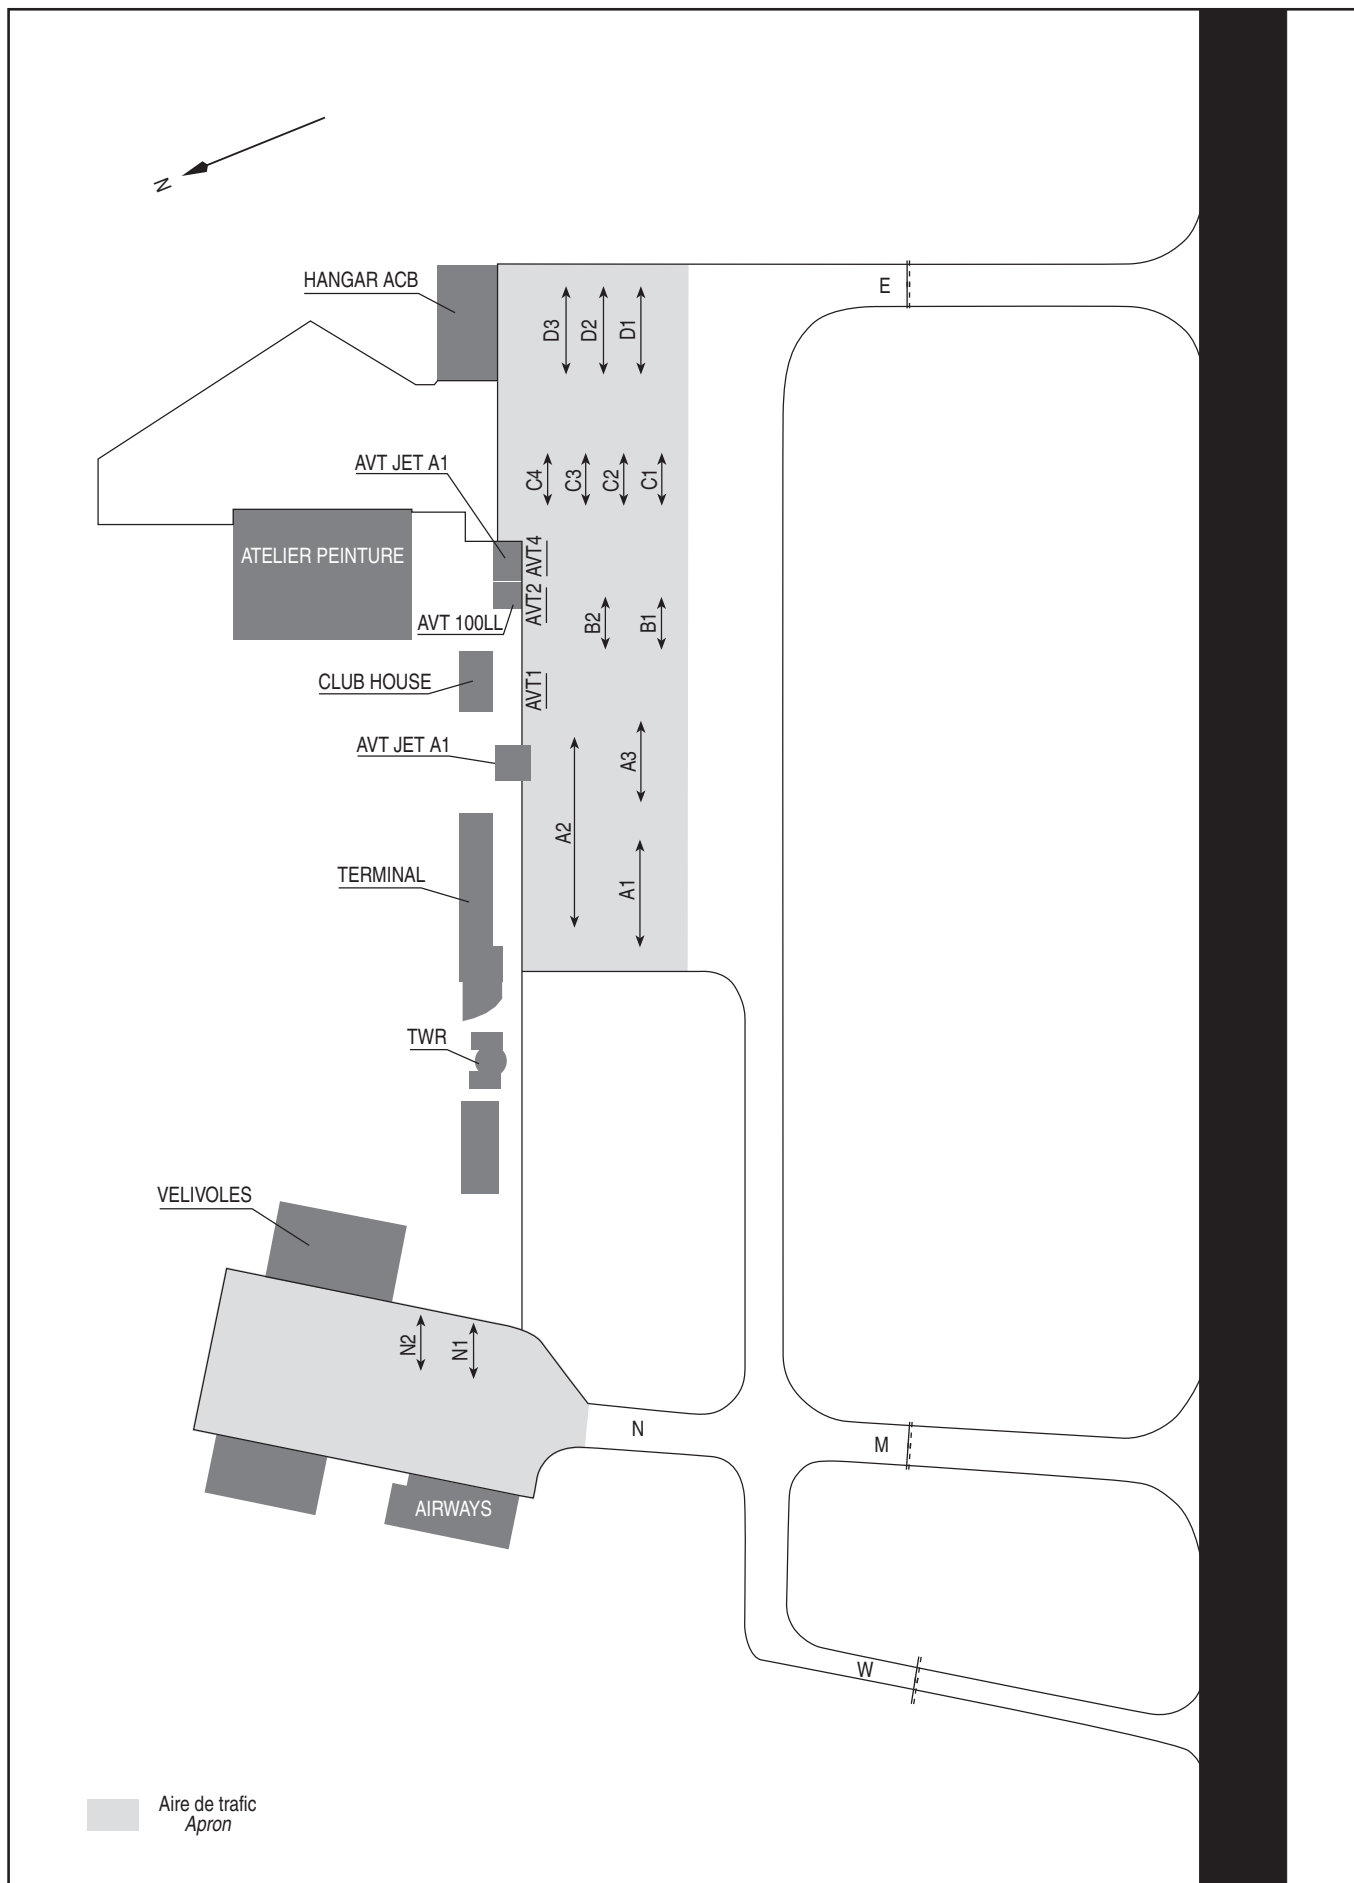 N
HANGAR ACB
E
D3
D2
D1
AVT JET A1
C4
C3
C2
C1
ATELIER PEINTURE
AVT4
AVT2
AVT 100LL
B2
B1
CLUB HOUSE
AVT1
AVT JET A1
A3
A2
TERMINAL
A1
TWR
VELIVOLES
N2
N1
N
M
AIRWAYS
W
Aire de trafic
Apron